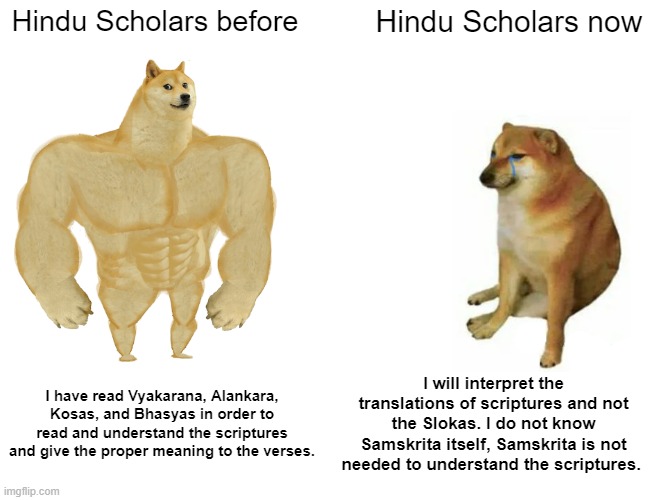 Hindu Scholars before
Hindu Scholars now
I have read Vyakarana, Alankara,
Kosas, and Bhasyas in order to
read and understand the scriptures
and give the proper meaning to the verses.
I will interpret the
translations of scriptures and not
the Slokas. I do not know
Samskrita itself, Samskrita is not
needed to understand the scriptures.
imgflip.com